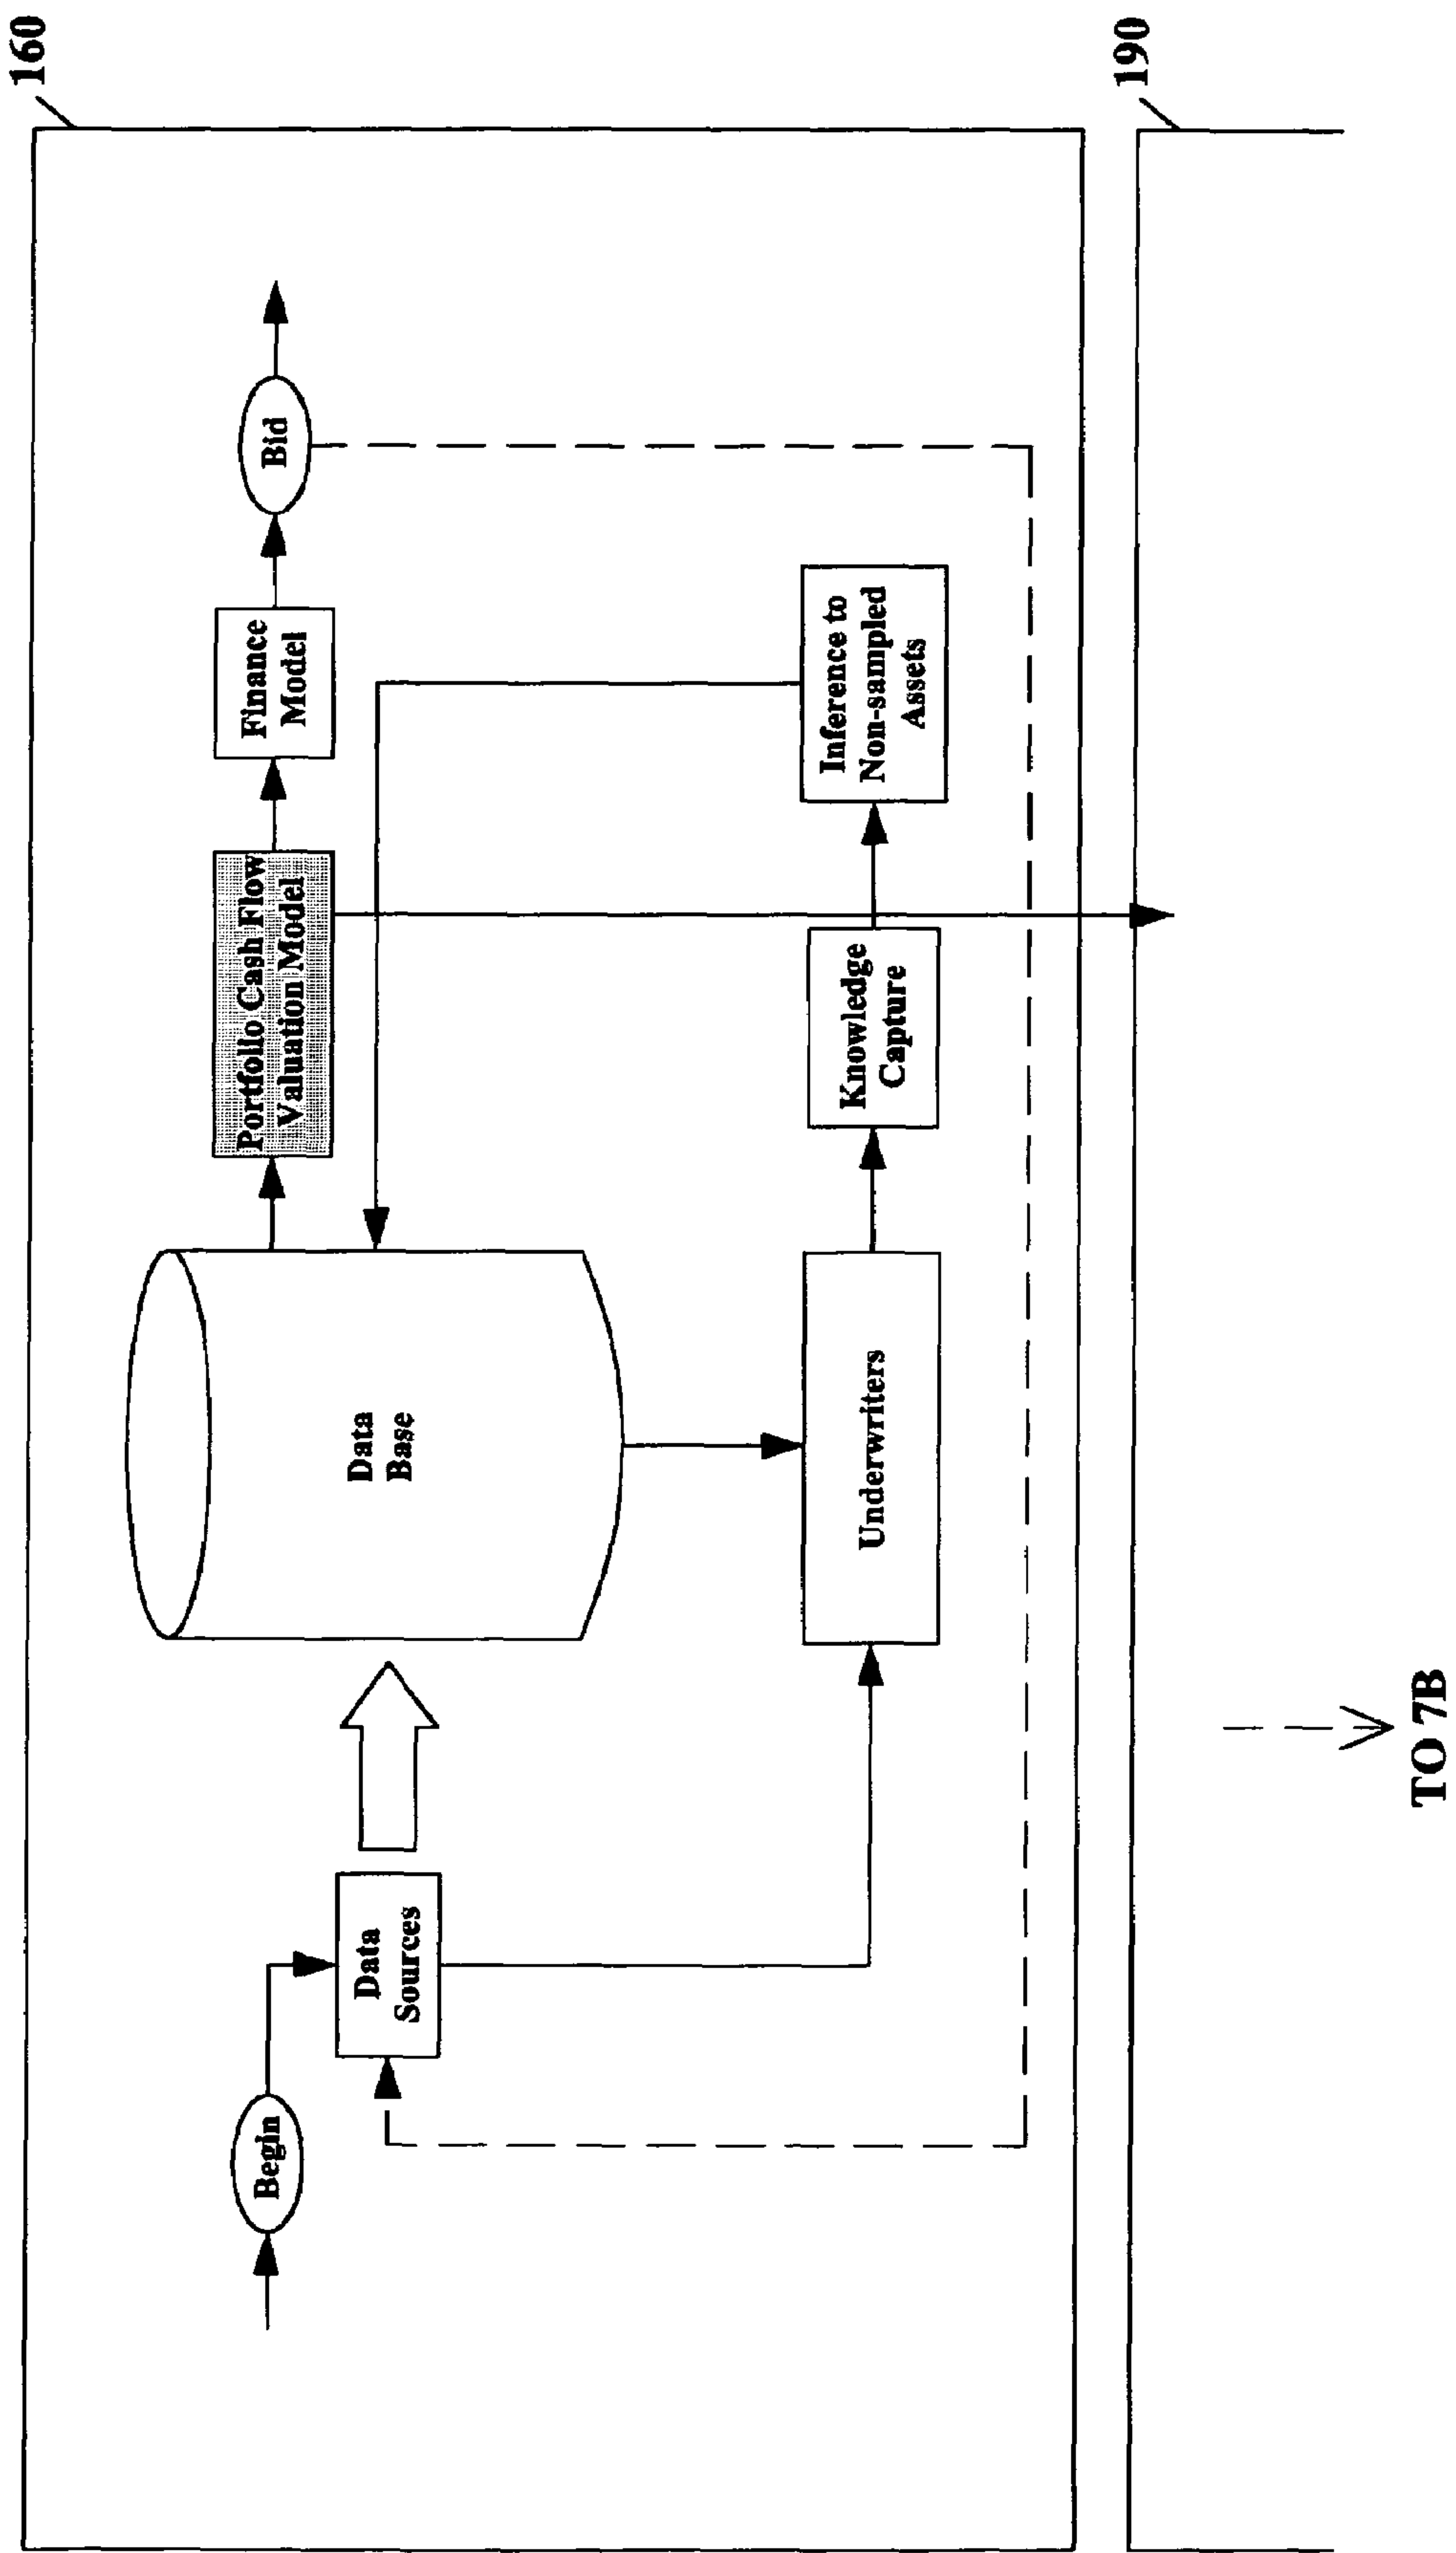 160
Begin
Data
Sources
Data
Base
Portfolio Cash Flow
Valuation Model
Finance
Model
Bid
Underwriters
Knowledge
Capture
Inference to
Non-sampled
Assets
190
TO 7B